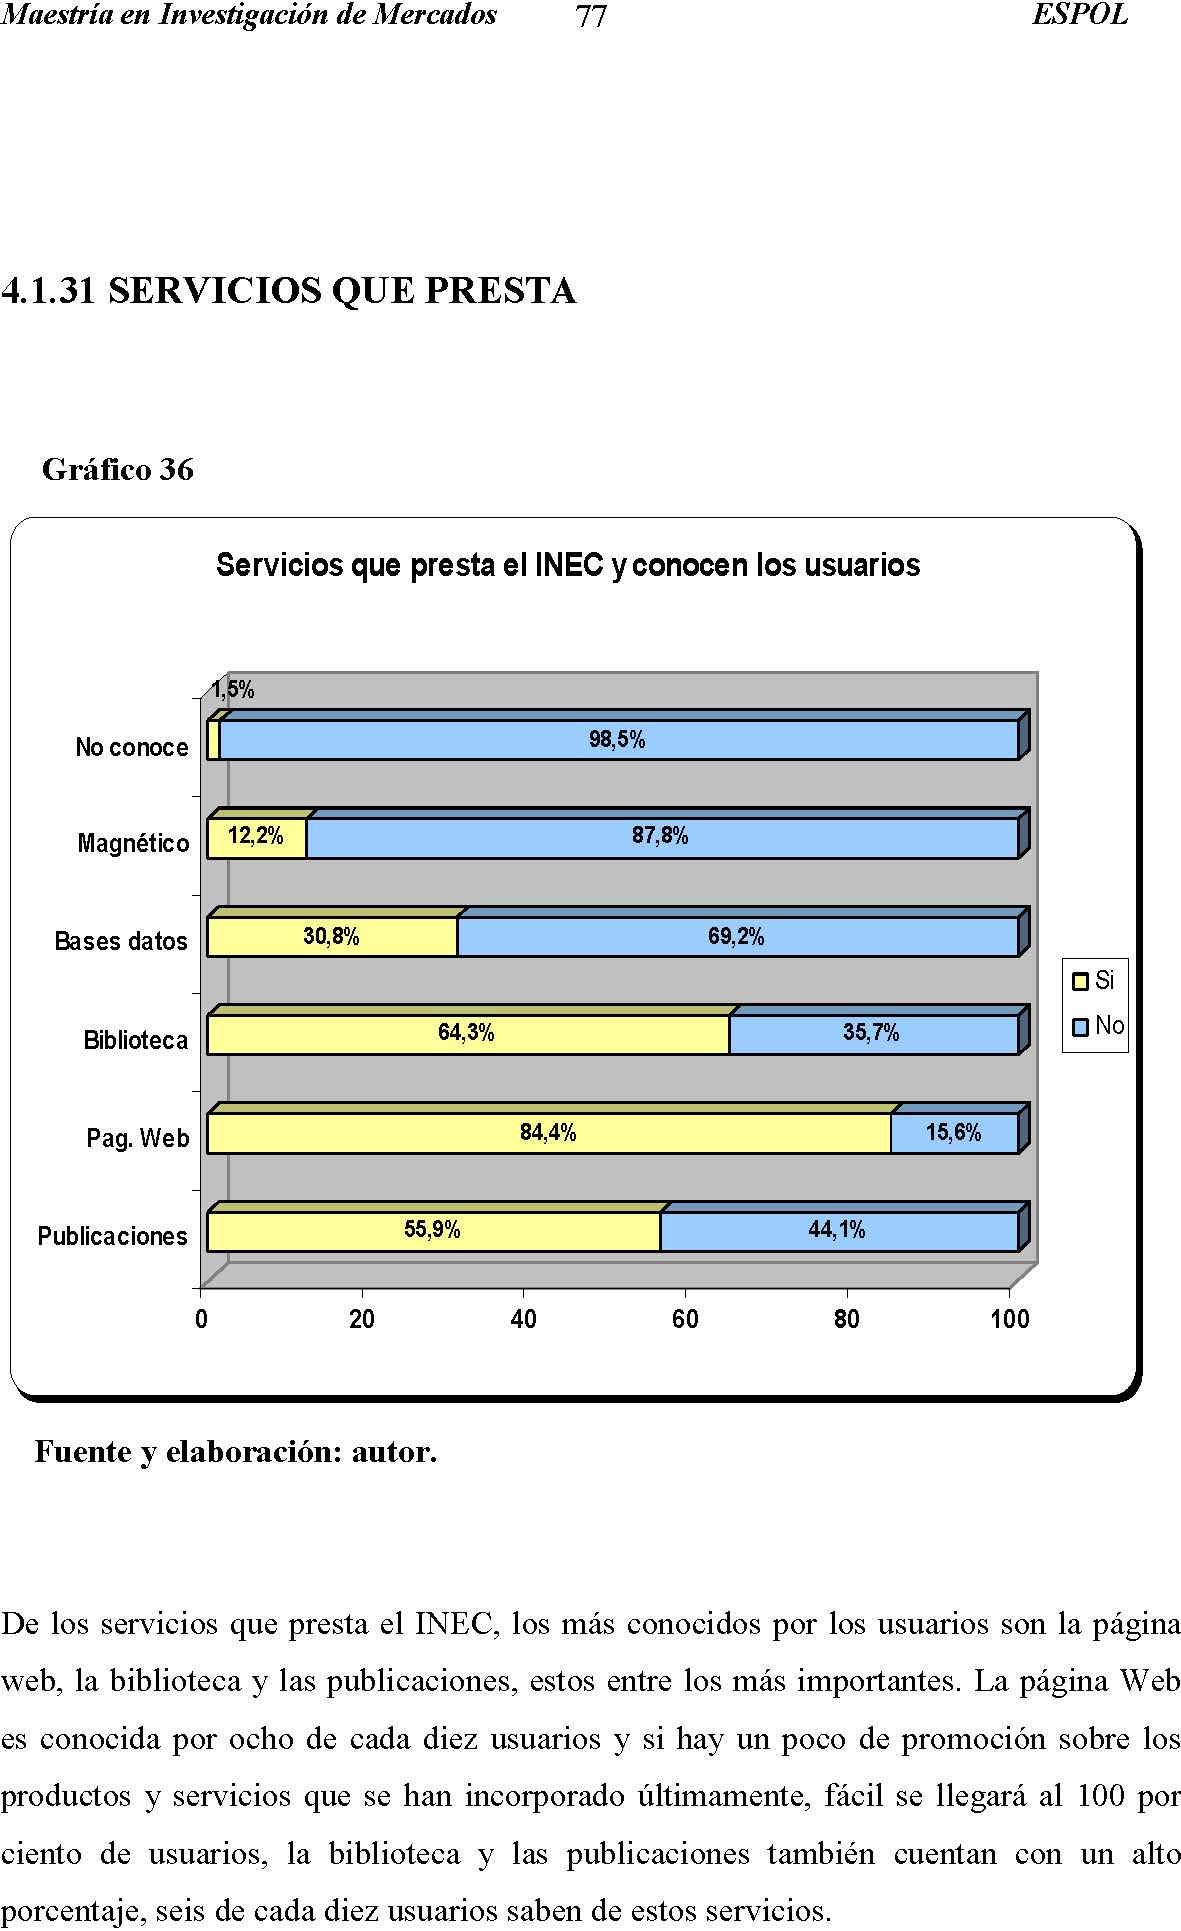 Maestría en Investigación de Mercados 77 ESPOL
4.1.31 SERVICIOS QUE PRESTA
Gráfico 36
Servicios que presta el INEC y conocen los usuarios
1,5%
No conoce 98,5%
Magnético 12,2% 87,8%
Bases datos 30,8% 69,2%
Si
No
Biblioteca 64,3% 35,7%
Pag. Web 84,4% 15,6%
Publicaciones 55,9% 44,1%
0 20 40 60 80 100
Fuente y elaboración: autor.
De los servicios que presta el INEC, los más conocidos por los usuarios son la página
web, la biblioteca y las publicaciones, estos entre los más importantes. La página Web
es conocida por ocho de cada diez usuarios y si hay un poco de promoción sobre los
productos y servicios que se han incorporado últimamente, fácil se llegará al 100 por
ciento de usuarios, la biblioteca y las publicaciones también cuentan con un alto
porcentaje, seis de cada diez usuarios saben de estos servicios.